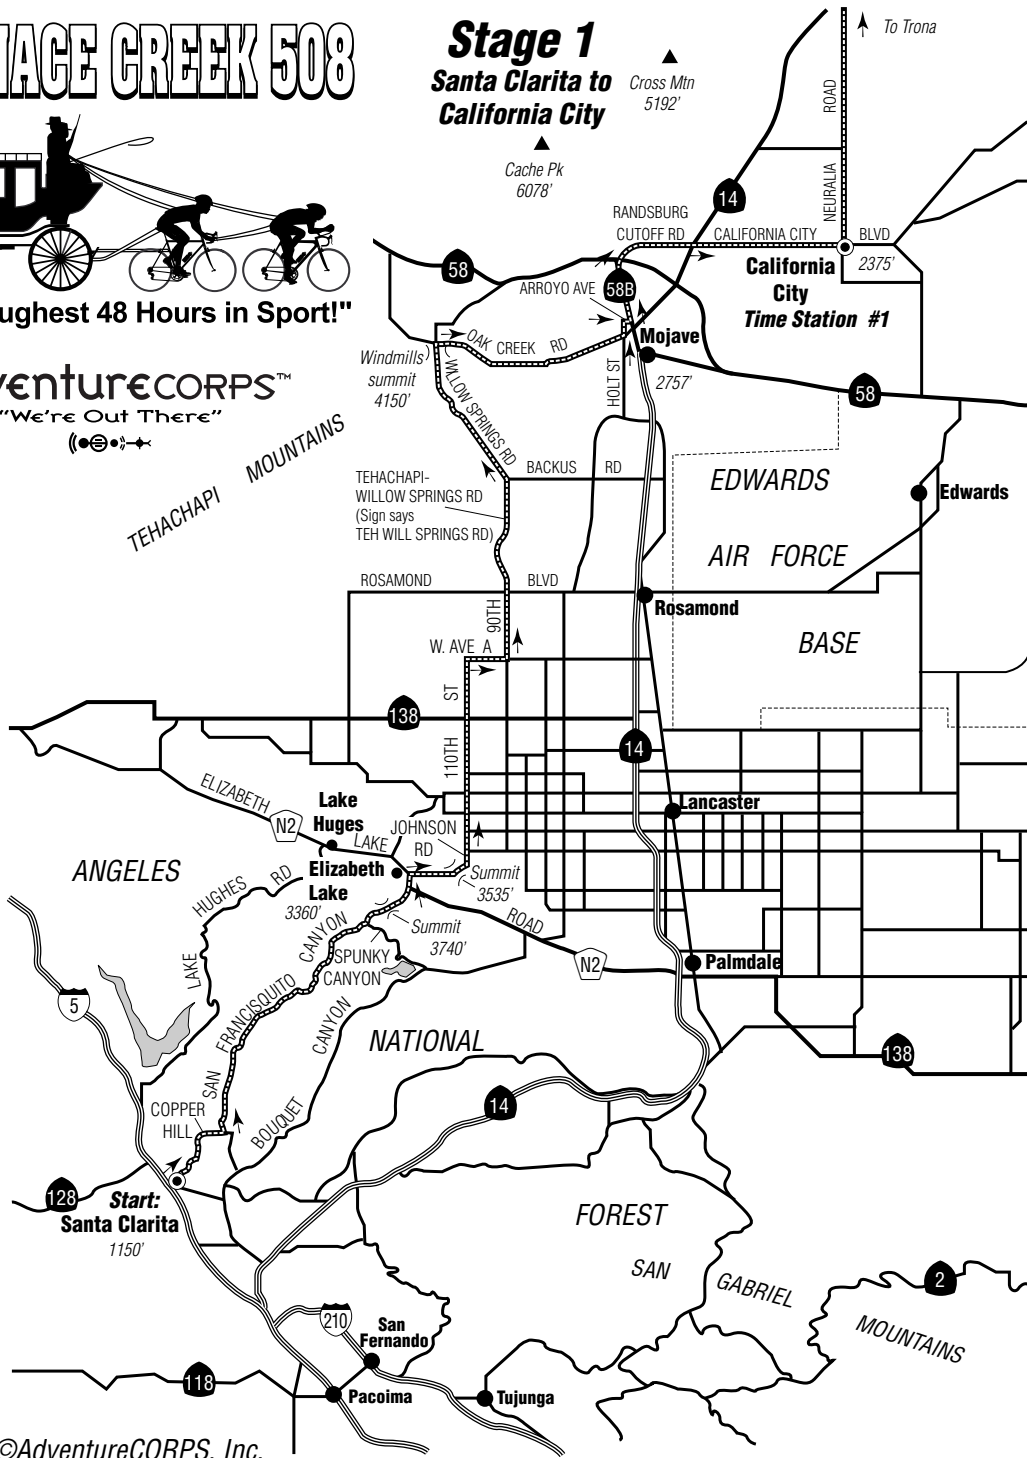 NACE CREEK 508
ughest 48 Hours in Sport!"
venturecorps™
"We're Out There"
Stage 1
Santa Clarita to
California City
Cross Mtn
5192'
Cache Pk
6078'
To Trona
NEURALIA ROAD
14
RANDSBURG
CUTOFF RD
CALIFORNIA CITY
BLVD
2375'
California
City
Time Station #1
58
ARROYO AVE
58B
Mojave
2757'
OAK
CREEK
RD
HOLT ST
58
Windmills
summit
4150'
WILLOW SPRINGS RD
TEHACHAPI MOUNTAINS
BACKUS RD
TEHACHAPI-
WILLOW SPRINGS RD
(Sign says
TEH WILL SPRINGS RD)
EDWARDS
Edwards
AIR FORCE
BASE
ROSAMOND BLVD
Rosamond
90TH
W. AVE A
110TH ST
138
14
ELIZABETH
N2
Lake
Huges
LAKE
JOHNSON
RD
Lancaster
Elizabeth
Lake
3360'
Summit
3535'
ANGELES
LAKE HUGHES RD
Summit
3740'
ROAD
N2
Palmdale
SPUNKY
CANYON
SAN FRANCISQUITO CANYON
BOUQUET CANYON
5
NATIONAL
138
14
COPPER
HILL
128
Start:
Santa Clarita
1150'
FOREST
SAN GABRIEL MOUNTAINS
2
210
San
Fernando
118
Pacoima
Tujunga
©AdventureCORPS, Inc.